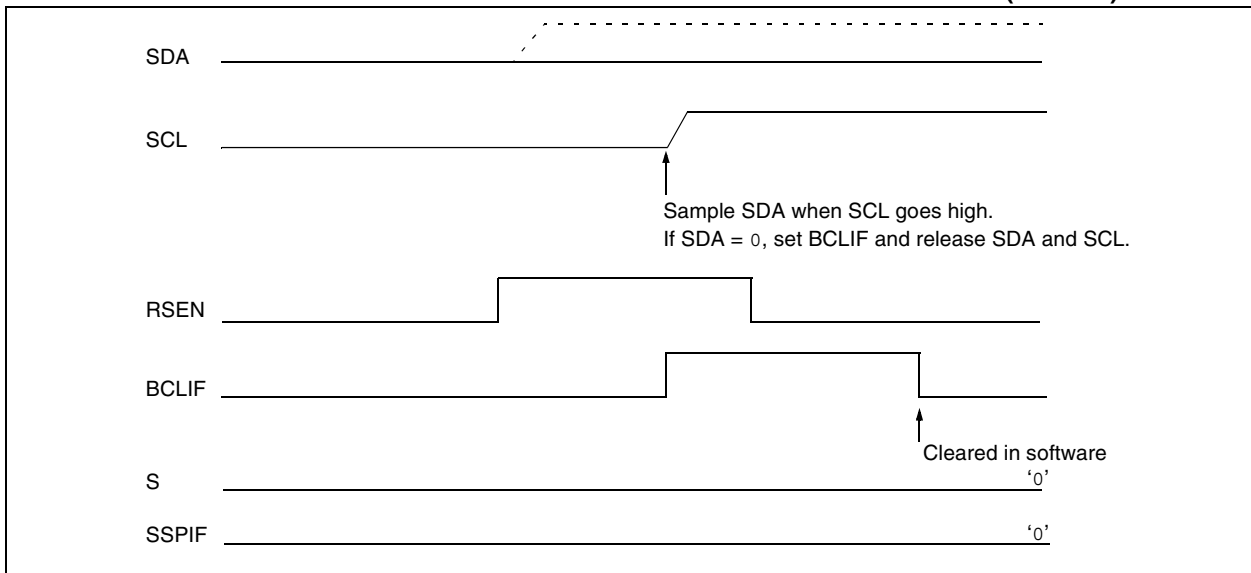 SDA
SCL
Sample SDA when SCL goes high.
If SDA = 0, set BCLIF and release SDA and SCL.
RSEN
BCLIF
Cleared in software
S
‘0’
SSPIF
‘0’